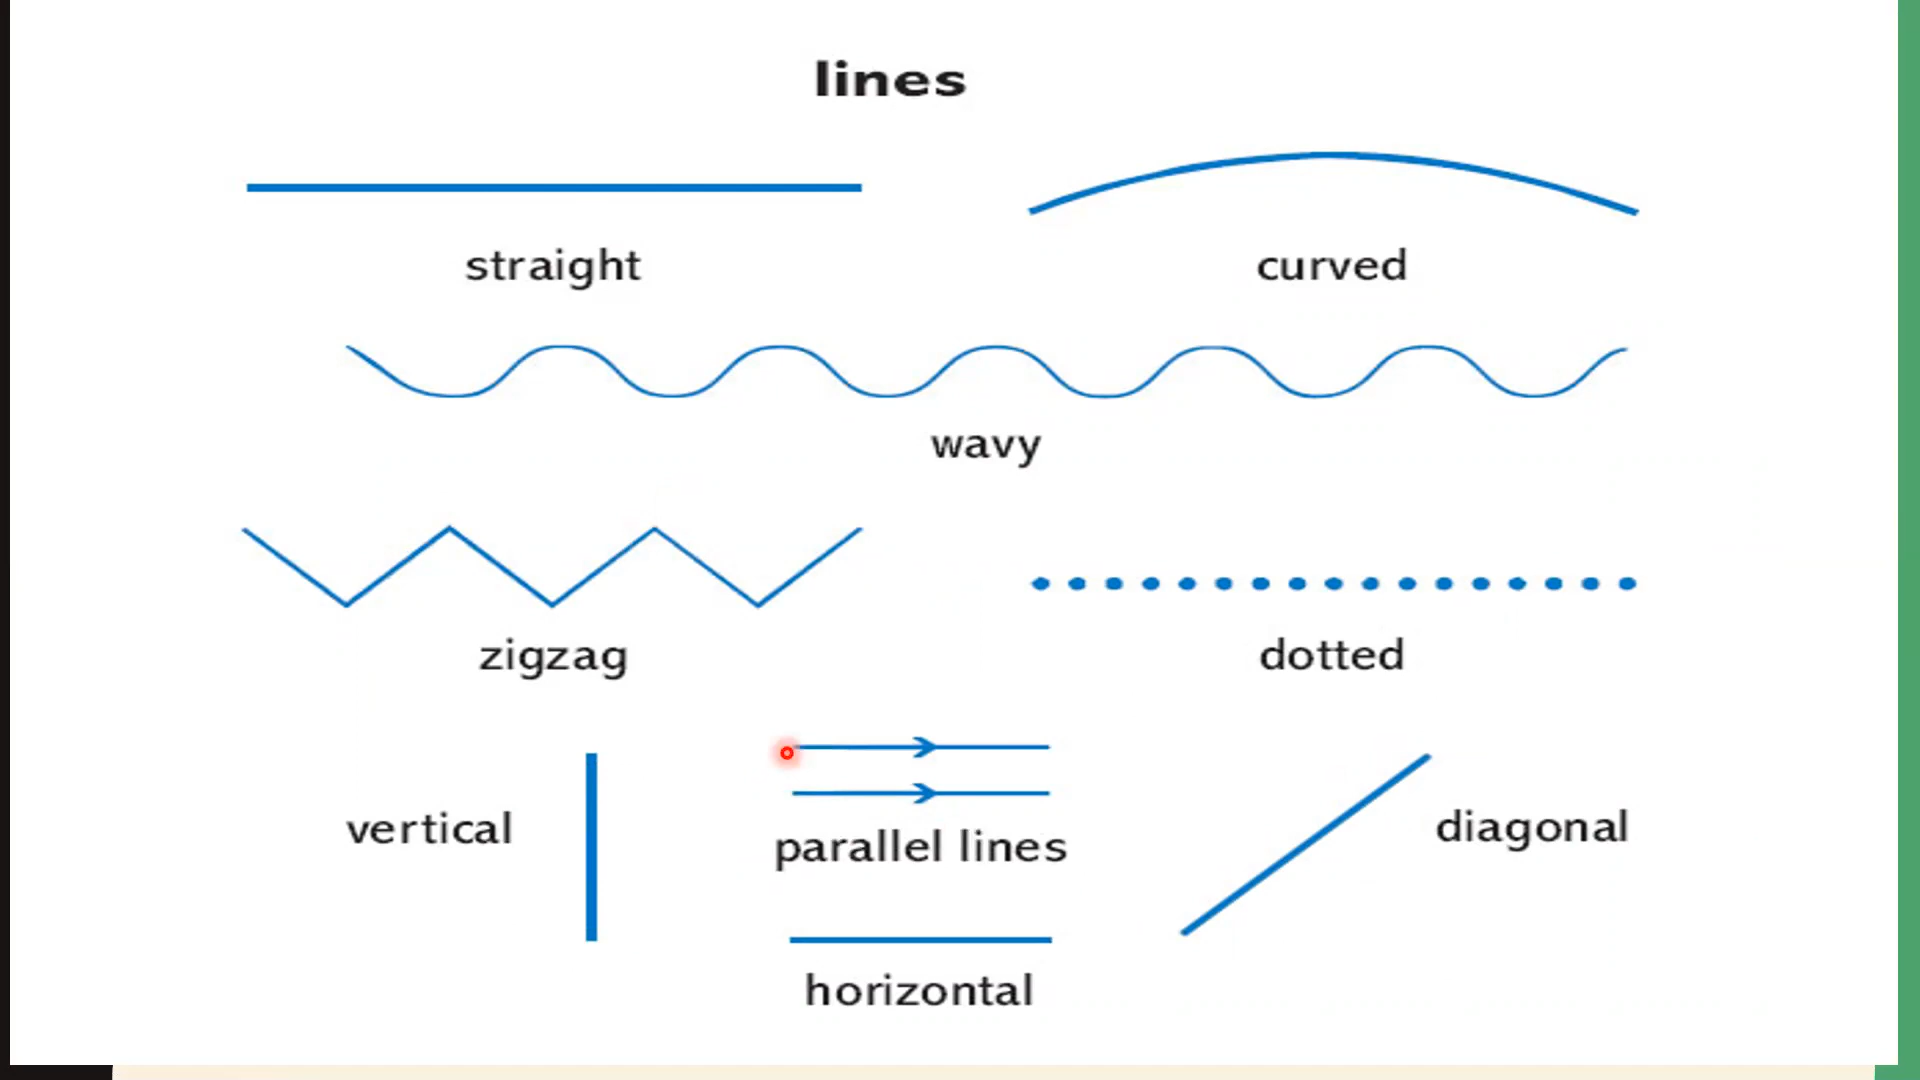 lines
straight
curved
wavy
zigzag
dotted
vertical
parallel lines
diagonal
horizontal